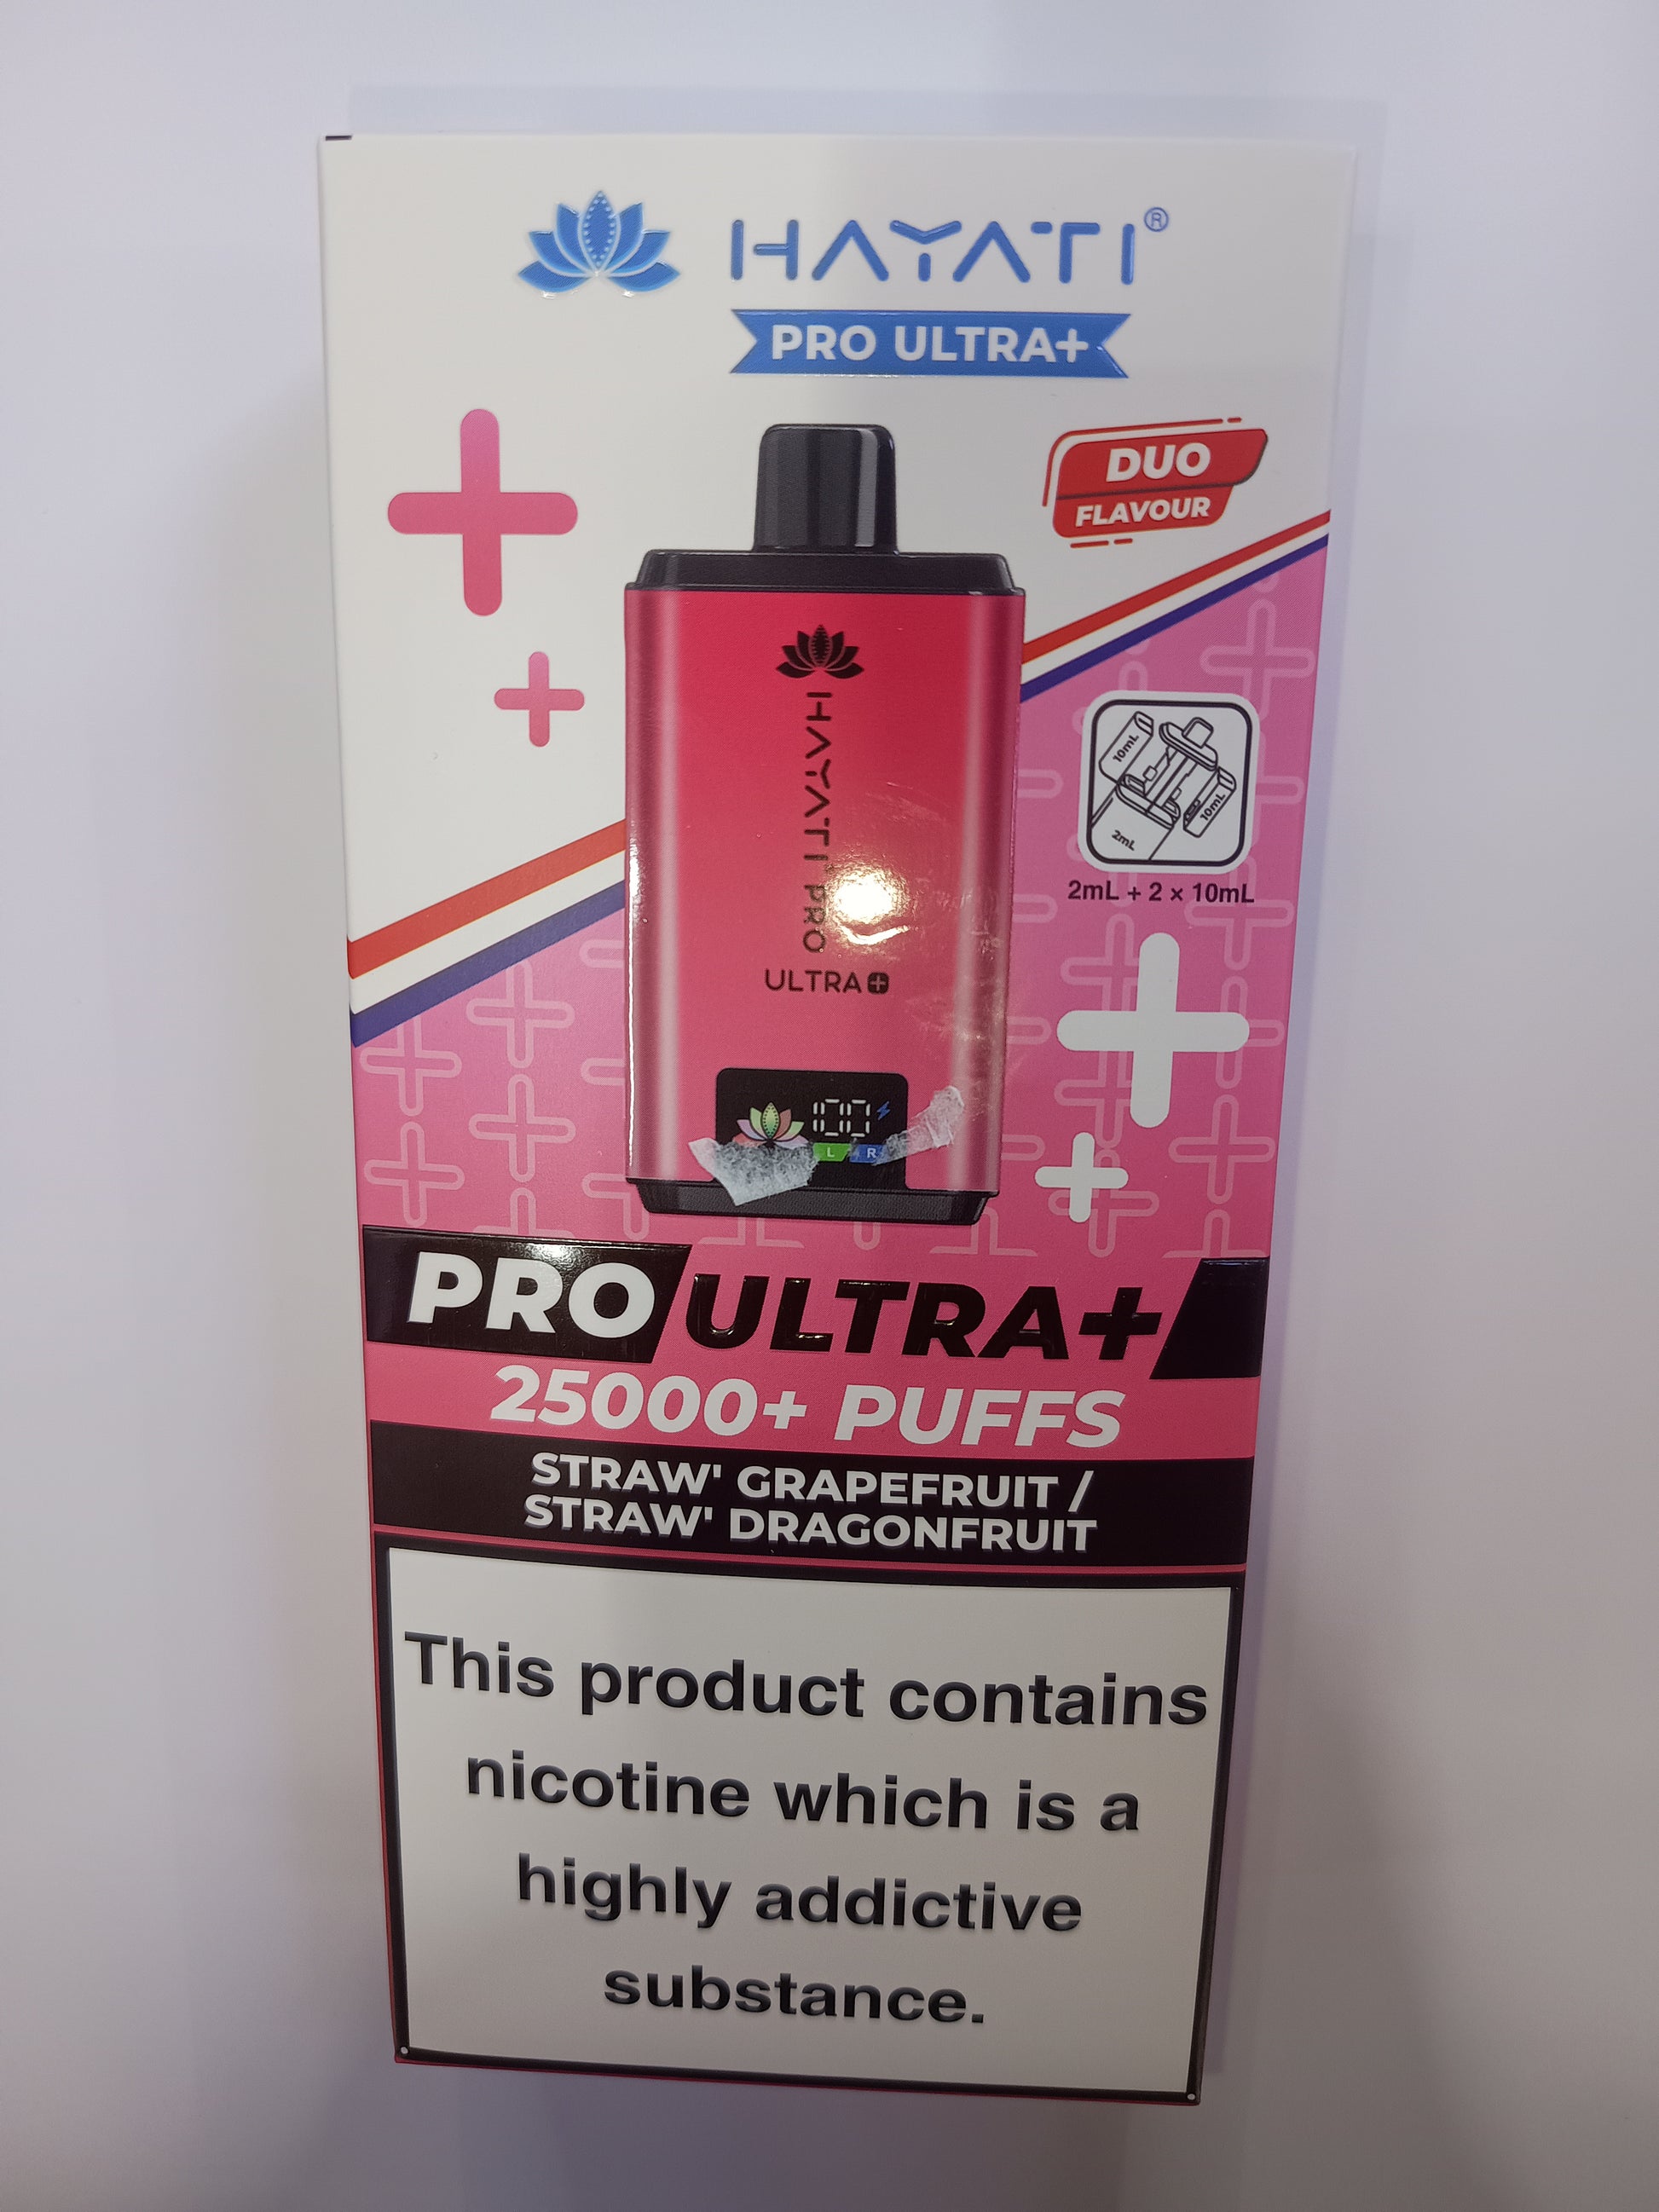 HAYATI®
PRO ULTRA+
DUO
FLAVOUR
HAYATI PRO
ULTRA+
10mL
10mL
2mL
2mL + 2 × 10mL
100
L R
PRO ULTRA+
25000+ PUFFS
STRAW' GRAPEFRUIT /
STRAW' DRAGONFRUIT
This product contains
nicotine which is a
highly addictive
substance.